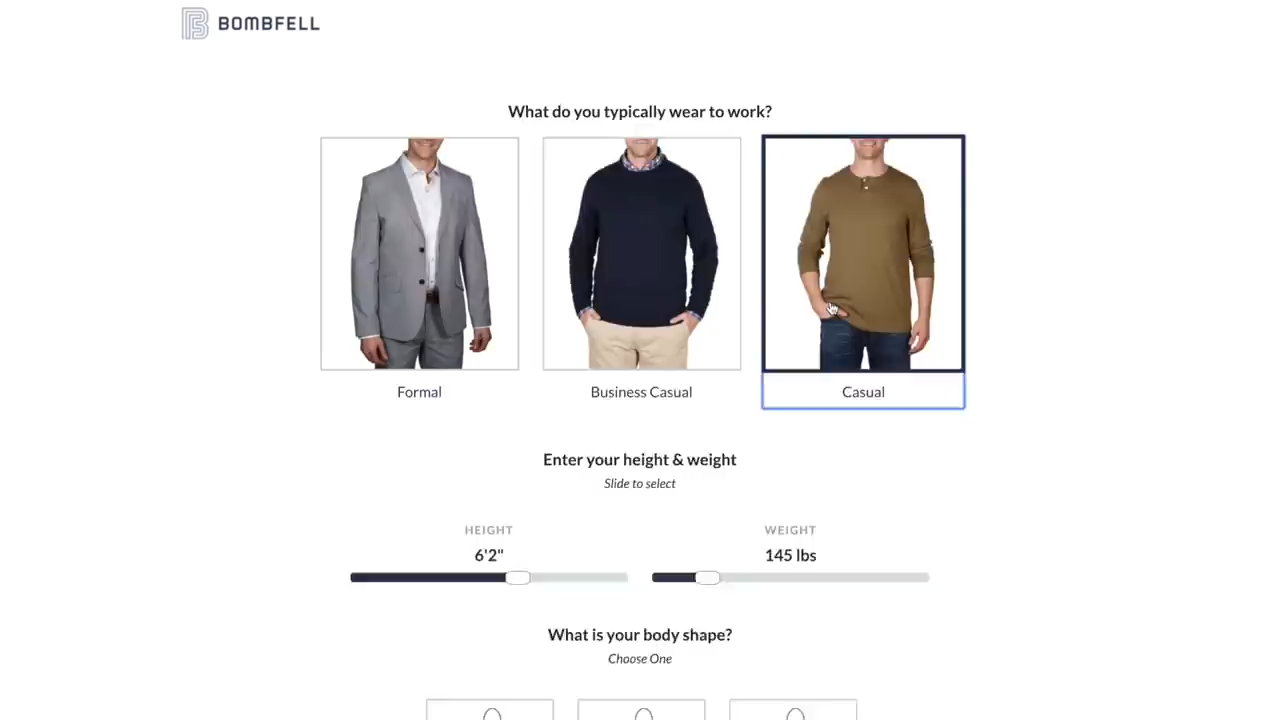 BOMBFELL
What do you typically wear to work?
Formal
Business Casual
Casual
Enter your height & weight
Slide to select
HEIGHT
WEIGHT
6'2"
145 lbs
What is your body shape?
Choose One